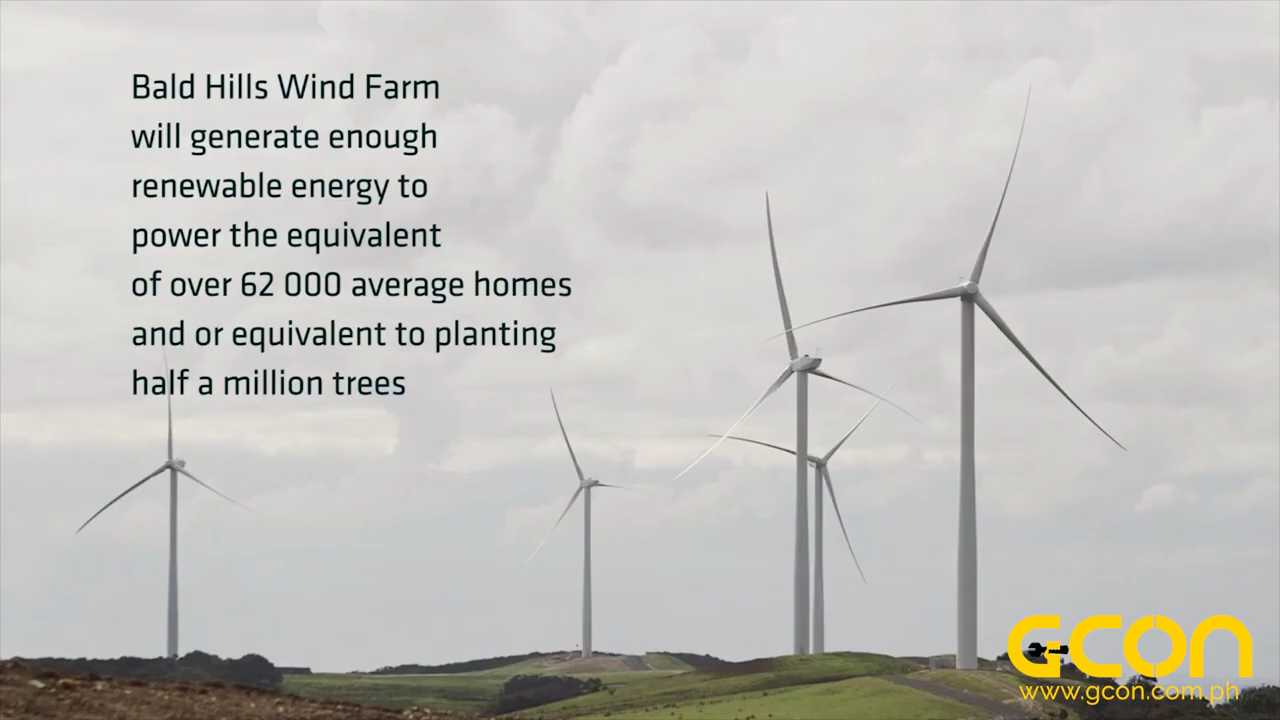 Bald Hills Wind Farm
will generate enough
renewable energy to
power the equivalent
of over 62 000 average homes
and or equivalent to planting
half a million trees
GCON
www.gcon.com.ph